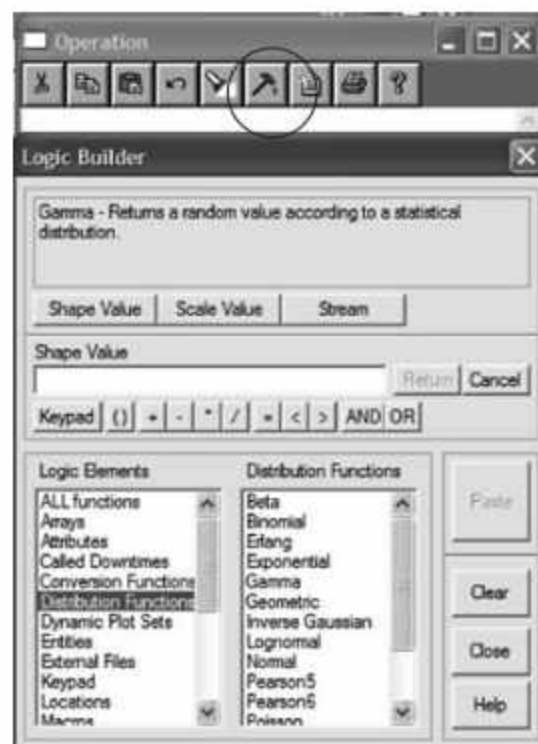 Operation
Logic Builder
Gamma - Returns a random value according to a statistical
distribution.
Shape Value Scale Value Stream
Shape Value
Return Cancel
Keypad () + - * / = < > AND OR
Logic Elements
ALL functions
Arrays
Attributes
Called Downtimes
Conversion Functions
Distribution Functions
Dynamic Plot Sets
Entities
External Files
Keypad
Locations
Macros
Distribution Functions
Beta
Binomial
Erlang
Exponential
Gamma
Geometric
Inverse Gaussian
Lognormal
Normal
Pearson5
Pearson6
Poisson
Paste
Clear
Close
Help